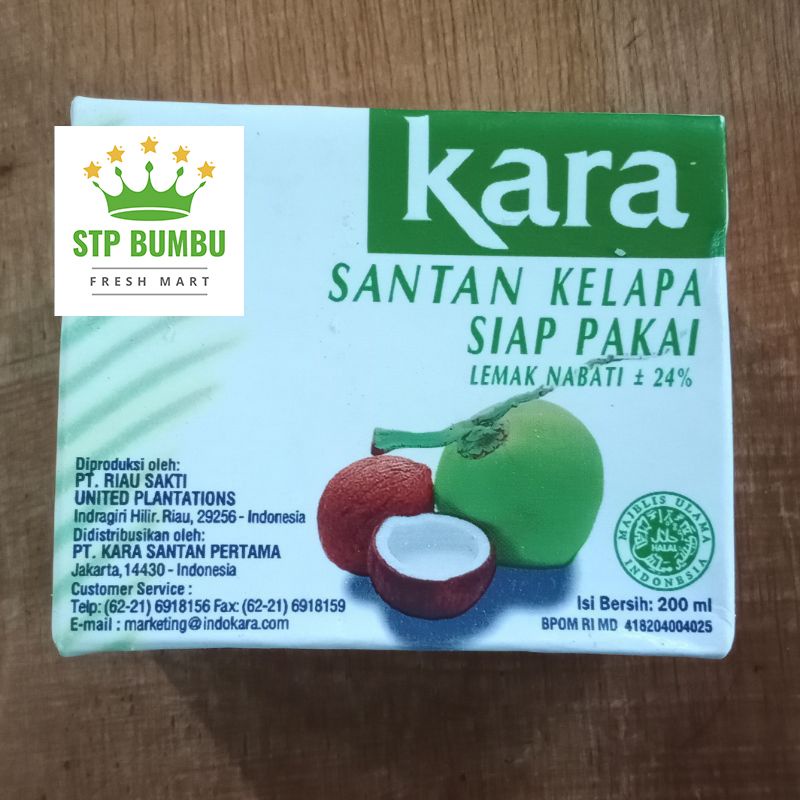 STP BUMBU
FRESH MART
kara
SANTAN KELAPA
SIAP PAKAI
LEMAK NABATI ± 24%
Diproduksi oleh:
PT. RIAU SAKTI
UNITED PLANTATIONS
Indragiri Hilir. Riau, 29256 - Indonesia
Didistribusikan oleh:
PT. KARA SANTAN PERTAMA
Jakarta,14430 - Indonesia
Customer Service :
Telp: (62-21) 6918156 Fax: (62-21) 6918159
E-mail : marketing@indokara.com
MAJELIS ULAMA
HALAL
INDONESIA
Isi Bersih: 200 ml
BPOM RI MD 418204004025